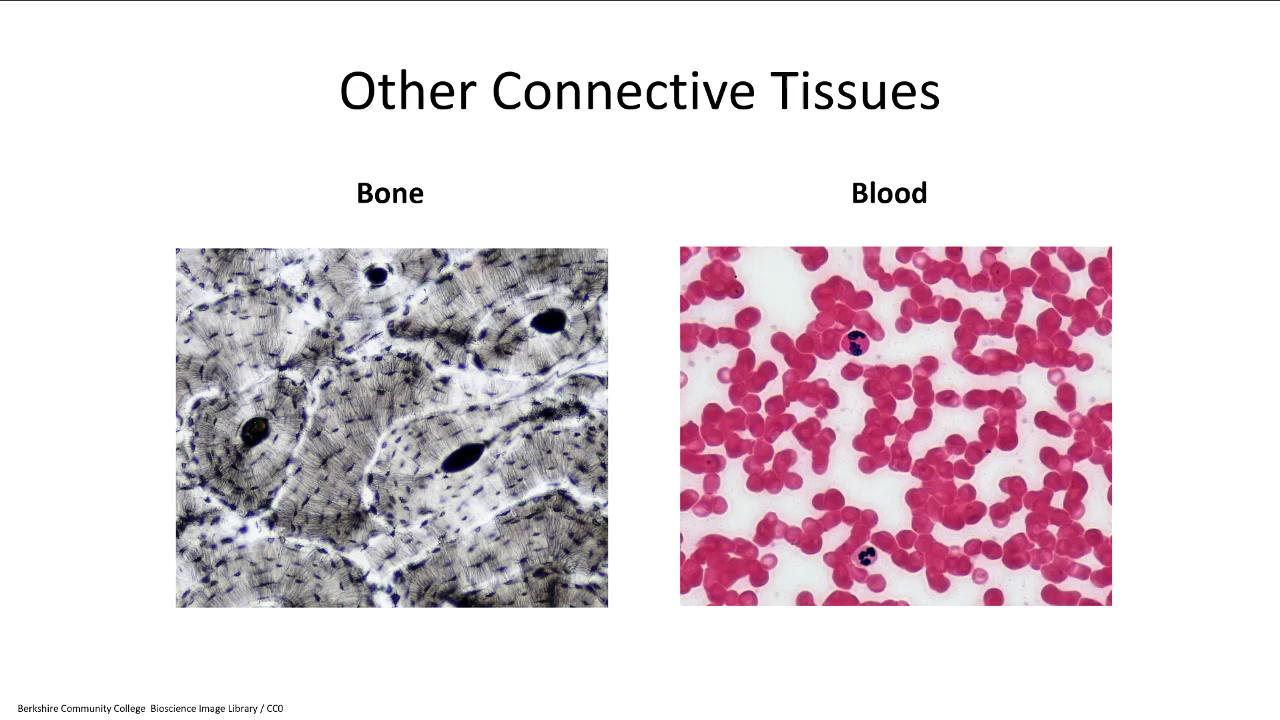 Other Connective Tissues
Bone
Blood
Berkshire Community College Bioscience Image Library / CC0